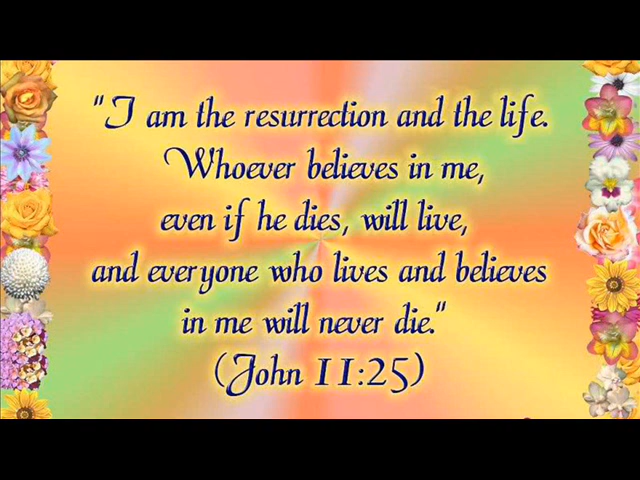 "I am the resurrection and the life.
Whoever believes in me,
even if he dies, will live,
and everyone who lives and believes
in me will never die."
(John 11:25)